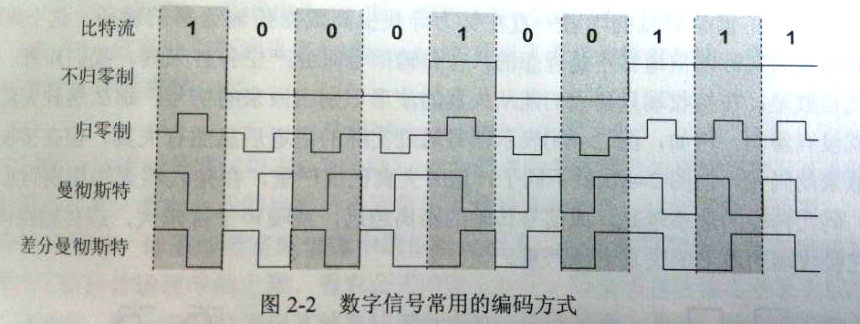 比特流 1 0 0 0 1 0 0 1 1 1
不归零制
归零制
曼彻斯特
差分曼彻斯特
图 2-2 数字信号常用的编码方式